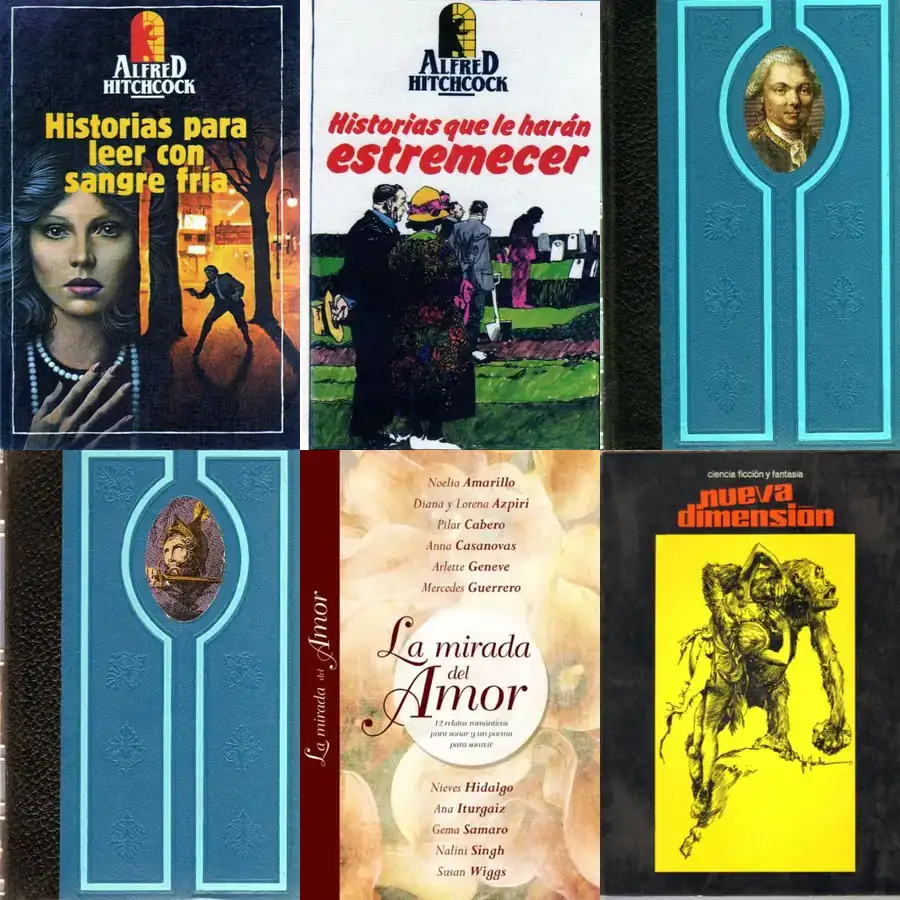 ALFRED
HITCHCOCK
Historias para
leer con
sangre fría
ALFRED
HITCHCOCK
Historias que le harán
estremecer
La mirada del Amor
Noelia Amarillo
Diana y Lorena Azpiri
Pilar Cabero
Anna Casanovas
Arlette Geneve
Mercedes Guerrero
La mirada
del
Amor
12 relatos románticos
para soñar y un poema
para sonreír
Nieves Hidalgo
Ana Iturgaiz
Gema Samaro
Nalini Singh
Susan Wiggs
ciencia ficción y fantasía
nueva
dimensión